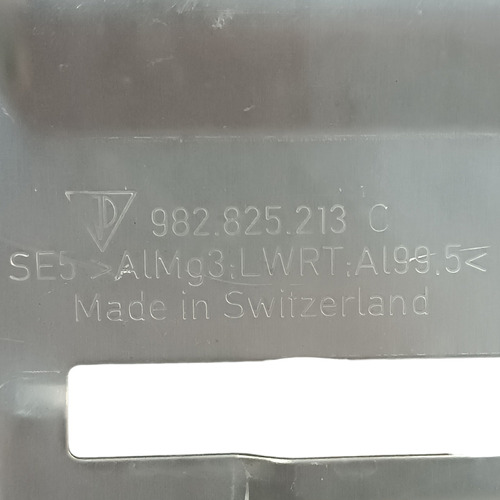 982.825.213 C
SE5 >AlMg3;LWRT;Al99.5<
Made in Switzerland